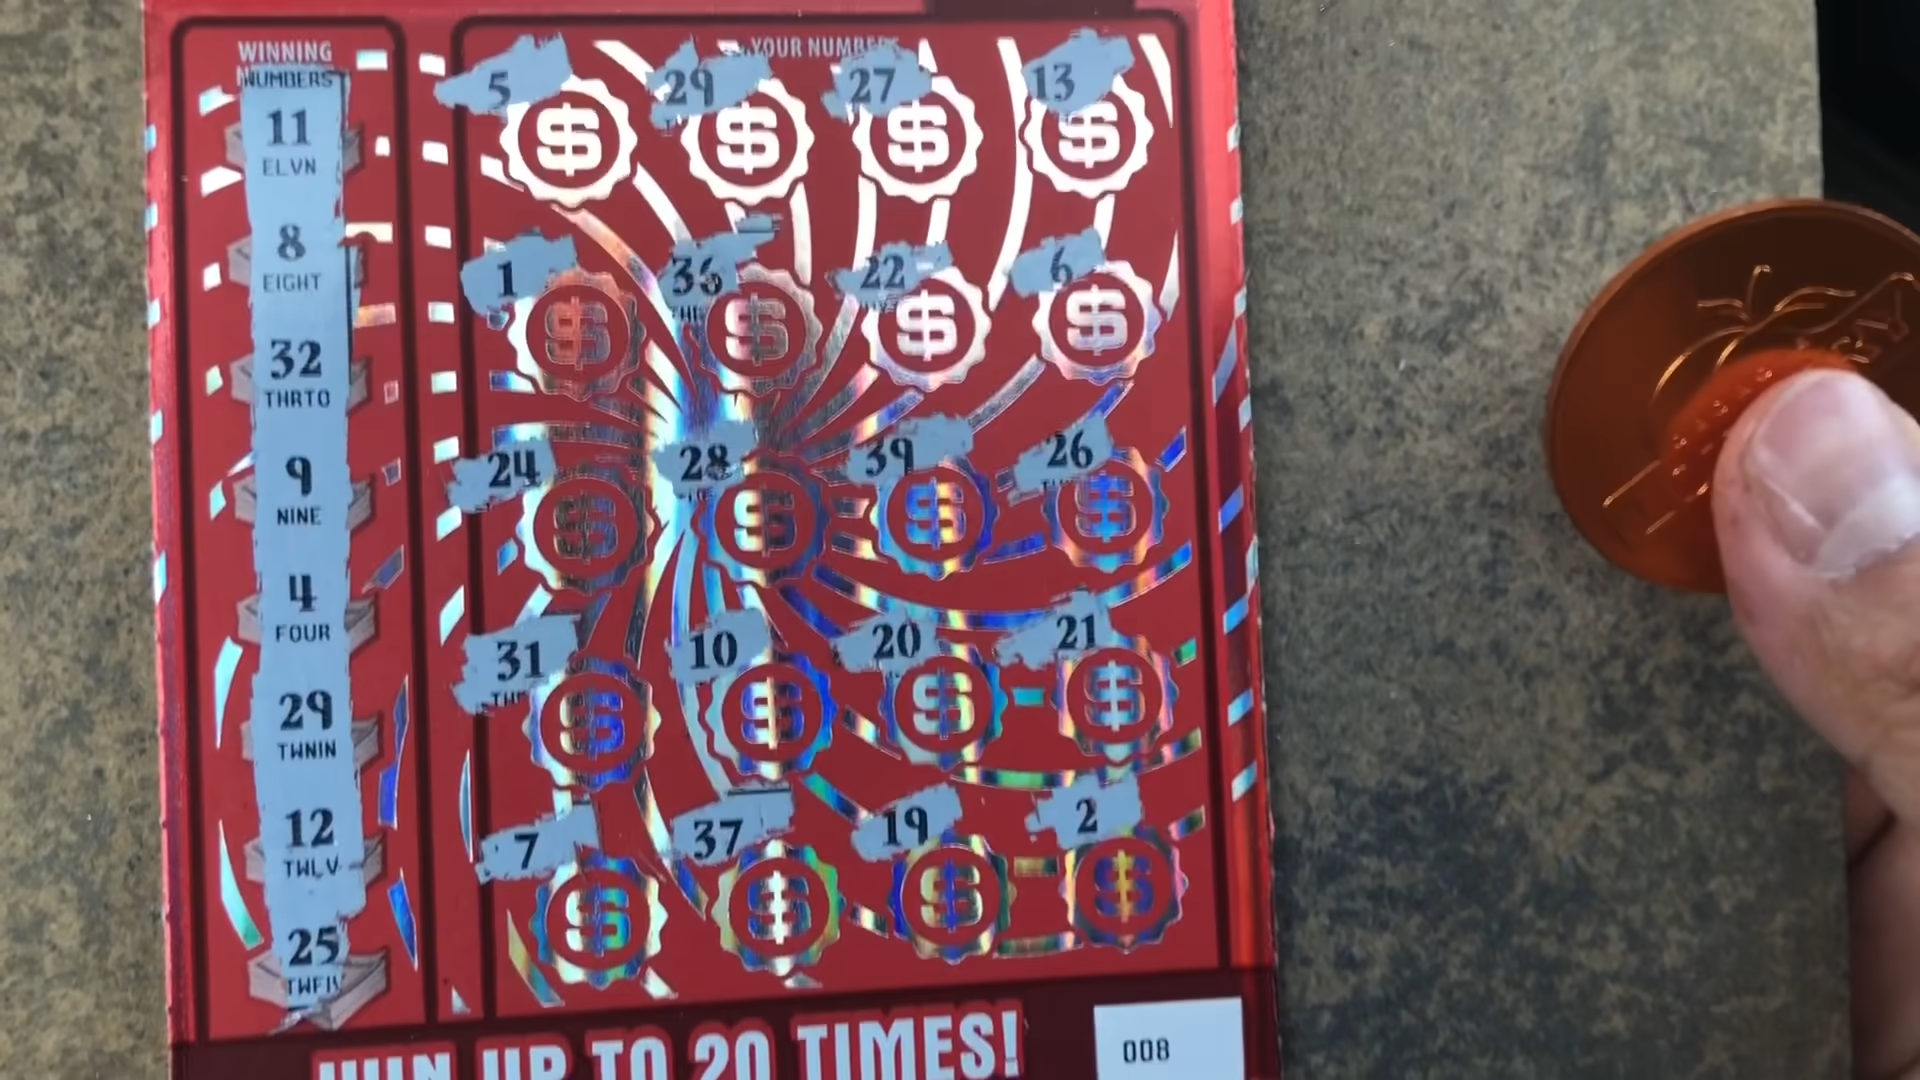 WINNING
NUMBERS
YOUR NUMBERS
11
ELVN
8
EIGHT
32
THRTO
9
NINE
4
FOUR
29
TWNIN
12
TWLV
25
TWFIV
5 29 27 13
1 36 22 6
24 28 39 26
31 10 20 21
7 37 19 2
WIN UP TO 20 TIMES!
008